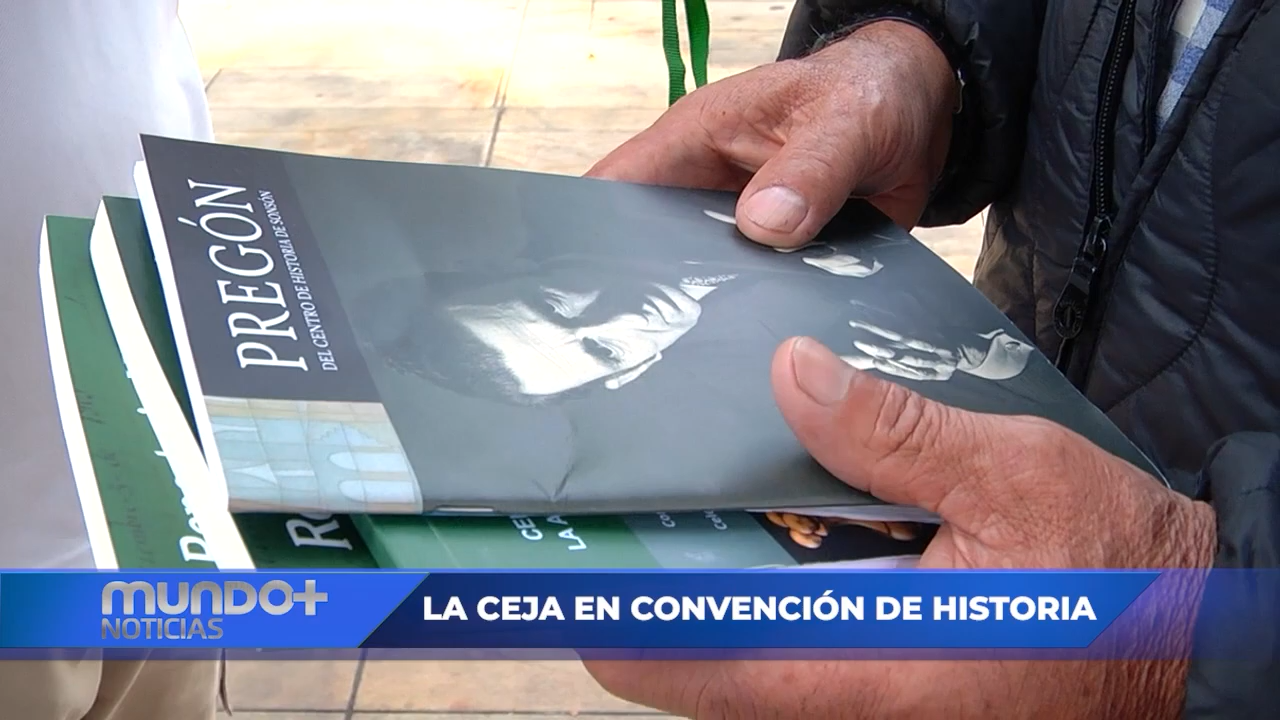 PREGÓN
DEL CENTRO DE HISTORIA DE SONSÓN
MUNDO+
NOTICIAS
LA CEJA EN CONVENCIÓN DE HISTORIA